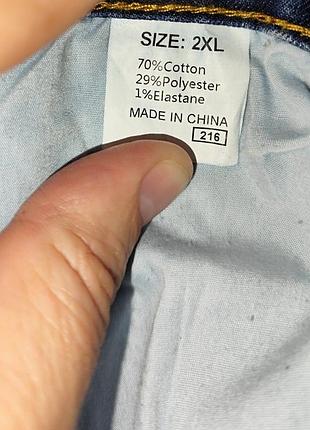 SIZE: 2XL
70%Cotton
29%Polyester
1%Elastane
MADE IN CHINA
216